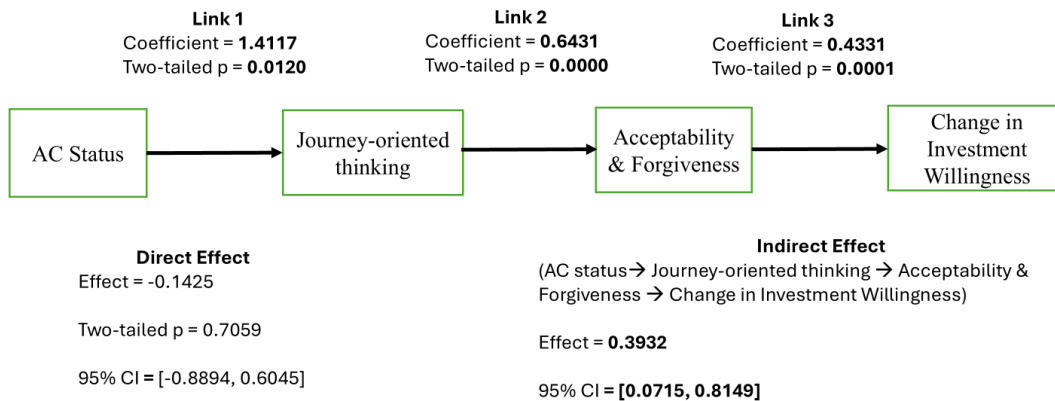 Link 1
Coefficient = 1.4117
Two-tailed p = 0.0120
Link 2
Coefficient = 0.6431
Two-tailed p = 0.0000
Link 3
Coefficient = 0.4331
Two-tailed p = 0.0001
AC Status
Journey-oriented
thinking
Acceptability
& Forgiveness
Change in
Investment
Willingness
Direct Effect
Effect = -0.1425
Two-tailed p = 0.7059
95% CI = [-0.8894, 0.6045]
Indirect Effect
(AC status→ Journey-oriented thinking → Acceptability &
Forgiveness → Change in Investment Willingness)
Effect = 0.3932
95% CI = [0.0715, 0.8149]